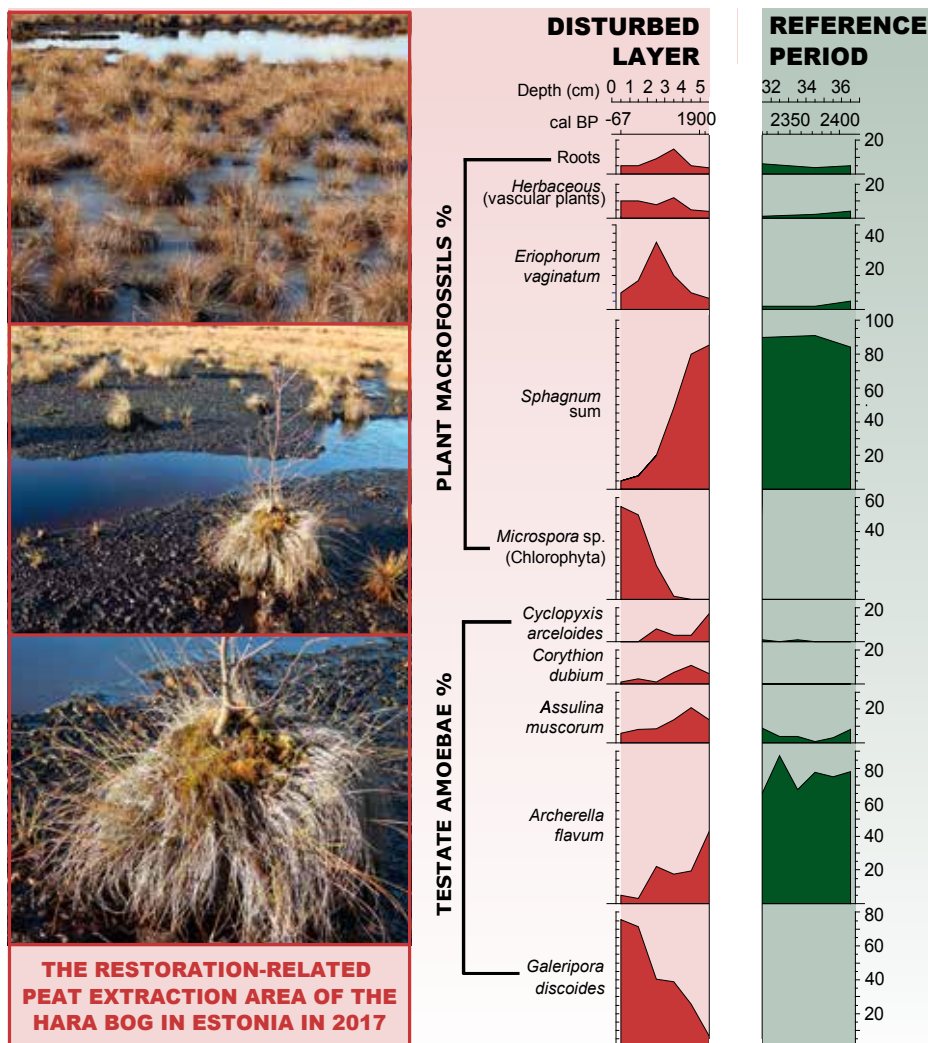 DISTURBED
LAYER
REFERENCE
PERIOD
Depth (cm)
0 1 2 3 4 5
32 34 36
cal BP
-67 1900
2350 2400
PLANT MACROFOSSILS %
Roots
20
Herbaceous
(vascular plants)
20
Eriophorum
vaginatum
40
20
Sphagnum
sum
100
80
60
40
20
Microspora sp.
(Chlorophyta)
60
40
TESTATE AMOEBAE %
Cyclopyxis
arceloides
20
Corythion
dubium
20
Assulina
muscorum
20
Archerella
flavum
80
60
40
20
Galeripora
discoides
80
60
40
20
THE RESTORATION-RELATED
PEAT EXTRACTION AREA OF THE
HARA BOG IN ESTONIA IN 2017